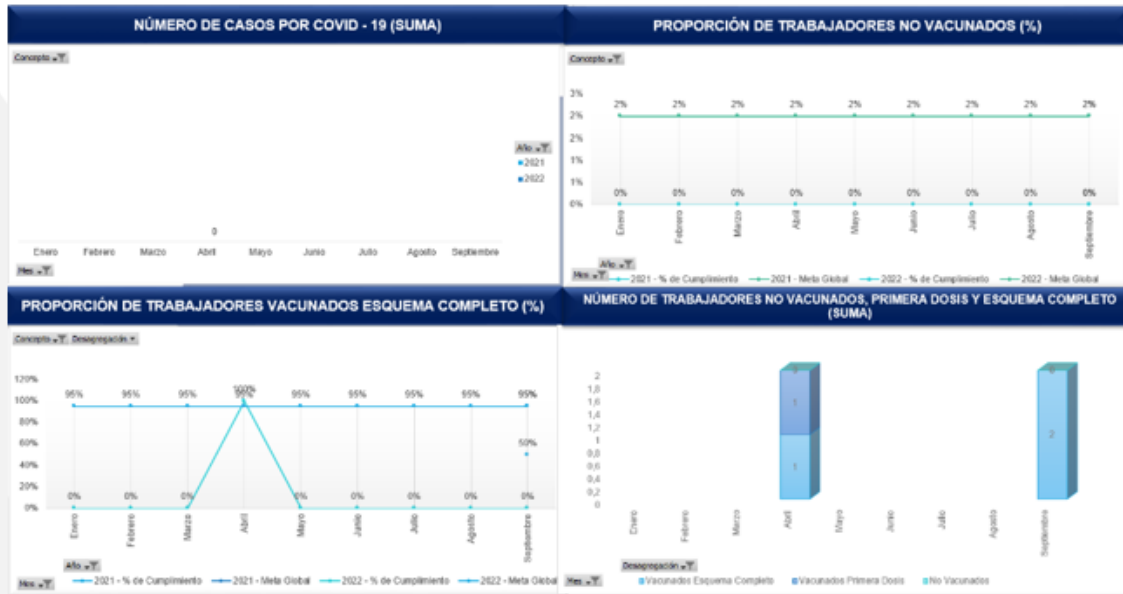 NÚMERO DE CASOS POR COVID - 19 (SUMA)
Concepto
Año
2021
2022
0
Enero Febrero Marzo Abril Mayo Junio Julio Agosto Septiembre
Mes
PROPORCIÓN DE TRABAJADORES NO VACUNADOS (%)
Concepto
3%
2%
2%
1%
1%
0%
2% 2% 2% 2% 2% 2% 2% 2% 2%
0% 0% 0% 0% 0% 0% 0% 0% 0%
Enero Febrero Marzo Abril Mayo Junio Julio Agosto Septiembre
Año
Mes
2021 - % de Cumplimiento 2021 - Meta Global 2022 - % de Cumplimiento 2022 - Meta Global
PROPORCIÓN DE TRABAJADORES VACUNADOS ESQUEMA COMPLETO (%)
Concepto Desagregación
120%
100%
80%
60%
40%
20%
0%
95% 95% 95% 100% 95% 95% 95% 95% 95%
50%
0% 0% 0% 0% 0% 0% 0% 0%
Enero Febrero Marzo Abril Mayo Junio Julio Agosto Septiembre
Año
Mes
2021 - % de Cumplimiento 2021 - Meta Global 2022 - % de Cumplimiento 2022 - Meta Global
NÚMERO DE TRABAJADORES NO VACUNADOS, PRIMERA DOSIS Y ESQUEMA COMPLETO
(SUMA)
2
1,8
1,6
1,4
1,2
1
0,8
0,6
0,4
0,2
0
1
1
2
Enero Febrero Marzo Abril Mayo Junio Julio Agosto Septiembre
Desagregación
Mes
Vacunados Esquema Completo Vacunados Primera Dosis No Vacunados